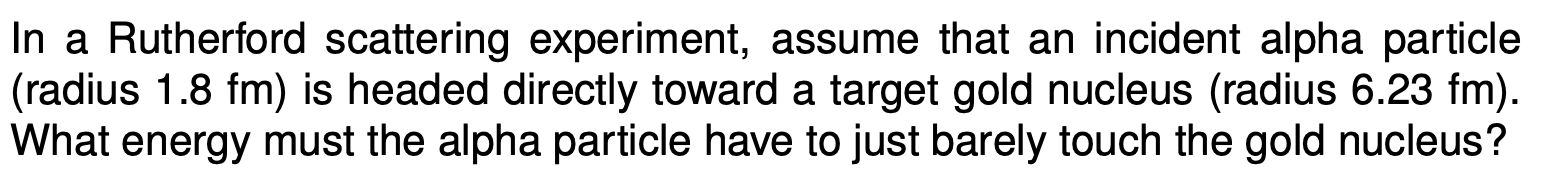 In a Rutherford scattering experiment, assume that an incident alpha particle
(radius 1.8 fm) is headed directly toward a target gold nucleus (radius 6.23 fm).
What energy must the alpha particle have to just barely touch the gold nucleus?